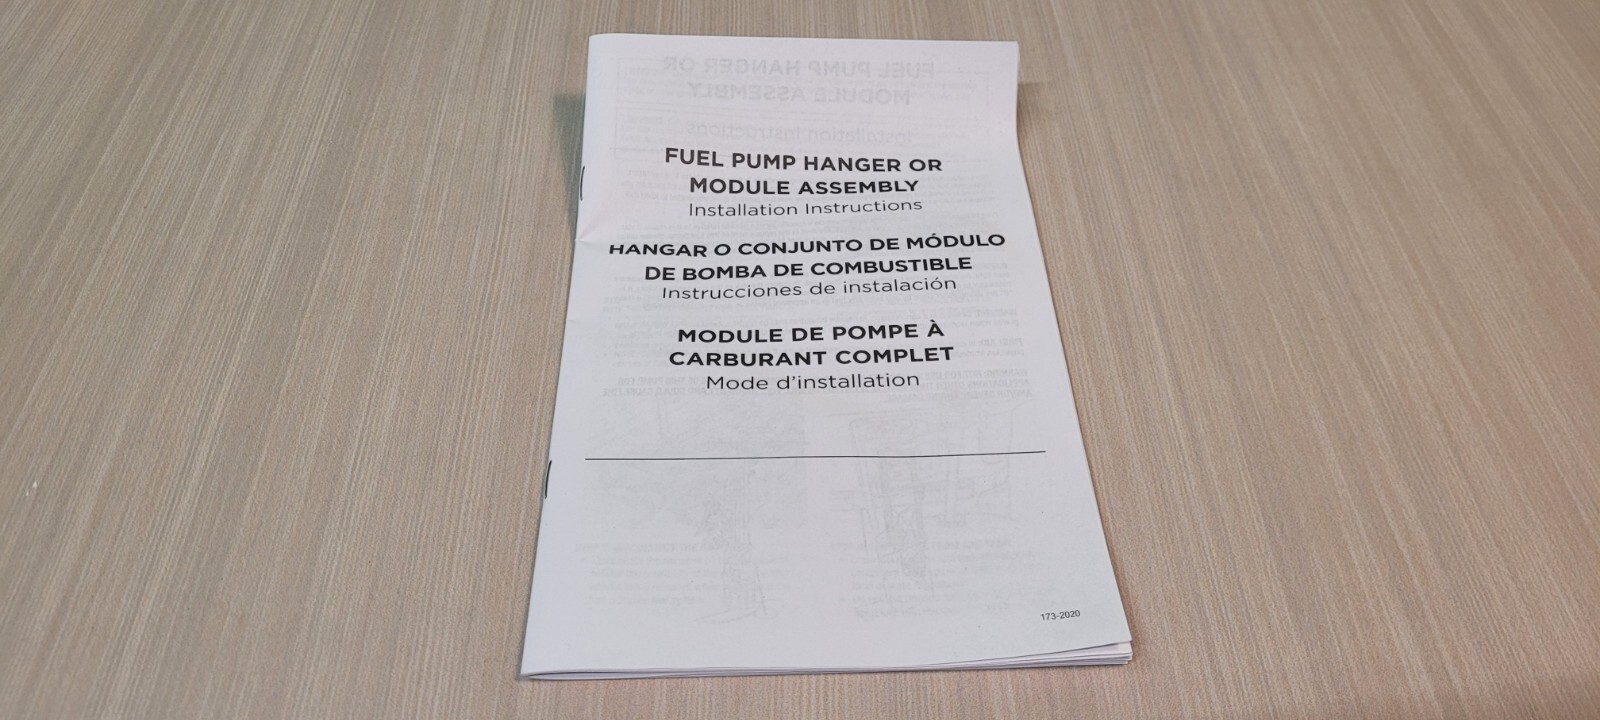 FUEL PUMP HANGER OR
MODULE ASSEMBLY
Installation Instructions
HANGAR O CONJUNTO DE MÓDULO
DE BOMBA DE COMBUSTIBLE
Instrucciones de instalación
MODULE DE POMPE À
CARBURANT COMPLET
Mode d'installation
173-2020